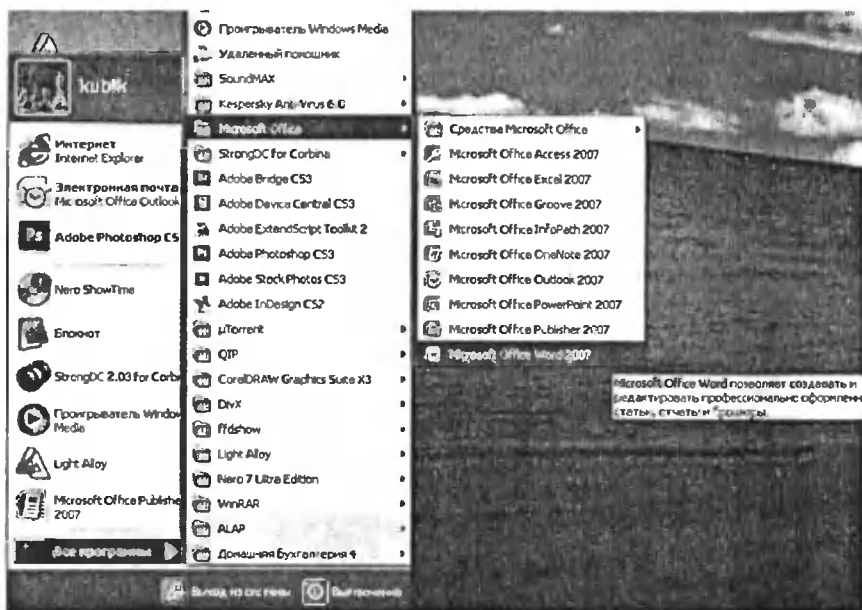 kubik
Интернет
Internet Explorer
Электронная почта
Microsoft Office Outlook
Adobe Photoshop CS
Nero ShowTime
Блокнот
StrongDC 2.03 for Corbin
Проигрыватель Window
Media
Light Alloy
Microsoft Office Publishe
2007
Все программы
Проигрыватель Windows Media
Удаленный помощник
SoundMAX
Kaspersky Anti-Virus 6.0
Microsoft Office
StrongDC for Corbina
Adobe Bridge CS3
Adobe Device Central CS3
Adobe ExtendScript Toolkit 2
Adobe Photoshop CS3
Adobe Stock Photos CS3
Adobe InDesign CS2
µTorrent
QIP
CorelDRAW Graphics Suite X3
DivX
ffdshow
Light Alloy
Nero 7 Ultra Edition
WinRAR
ALAP
Домашняя Бухгалтерия 4
Средства Microsoft Office
Microsoft Office Access 2007
Microsoft Office Excel 2007
Microsoft Office Groove 2007
Microsoft Office InfoPath 2007
Microsoft Office OneNote 2007
Microsoft Office Outlook 2007
Microsoft Office PowerPoint 2007
Microsoft Office Publisher 2007
Microsoft Office Word 2007
Microsoft Office Word позволяет создавать и
редактировать профессионально оформленн
статьи, отчеты и
Выход из системы
Выключение